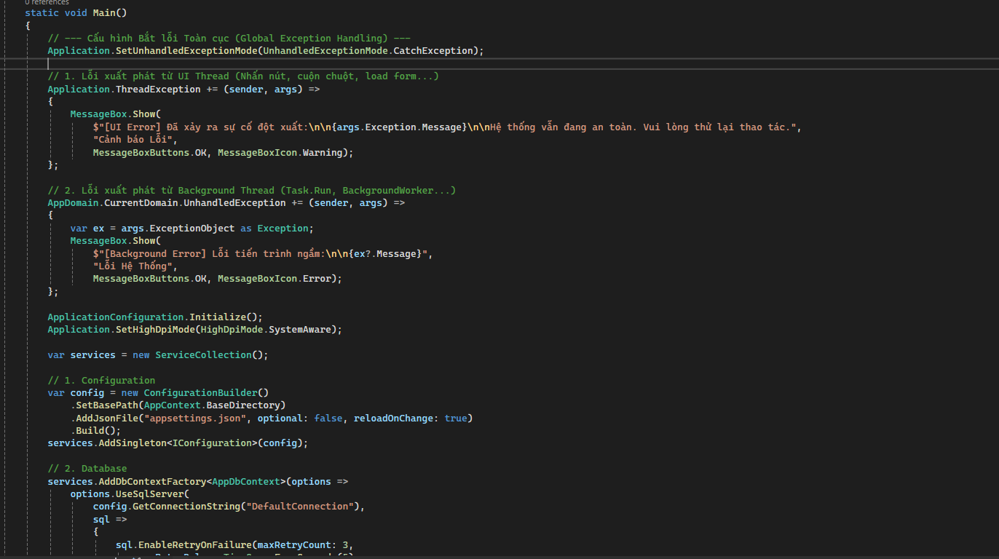 0 references
static void Main()
{
// --- Cấu hình Bắt lỗi Toàn cục (Global Exception Handling) ---
Application.SetUnhandledExceptionMode(UnhandledExceptionMode.CatchException);
// 1. Lỗi xuất phát từ UI Thread (Nhấn nút, cuộn chuột, load form...)
Application.ThreadException += (sender, args) =>
{
MessageBox.Show(
$"[UI Error] Đã xảy ra sự cố đột xuất:\n\n{args.Exception.Message}\n\nHệ thống vẫn đang an toàn. Vui lòng thử lại thao tác.",
"Cảnh báo Lỗi",
MessageBoxButtons.OK, MessageBoxIcon.Warning);
};
// 2. Lỗi xuất phát từ Background Thread (Task.Run, BackgroundWorker...)
AppDomain.CurrentDomain.UnhandledException += (sender, args) =>
{
var ex = args.ExceptionObject as Exception;
MessageBox.Show(
$"[Background Error] Lỗi tiến trình ngầm:\n\n{ex?.Message}",
"Lỗi Hệ Thống",
MessageBoxButtons.OK, MessageBoxIcon.Error);
};
ApplicationConfiguration.Initialize();
Application.SetHighDpiMode(HighDpiMode.SystemAware);
var services = new ServiceCollection();
// 1. Configuration
var config = new ConfigurationBuilder()
.SetBasePath(AppContext.BaseDirectory)
.AddJsonFile("appsettings.json", optional: false, reloadOnChange: true)
.Build();
services.AddSingleton<IConfiguration>(config);
// 2. Database
services.AddDbContextFactory<AppDbContext>(options =>
options.UseSqlServer(
config.GetConnectionString("DefaultConnection"),
sql =>
{
sql.EnableRetryOnFailure(maxRetryCount: 3,